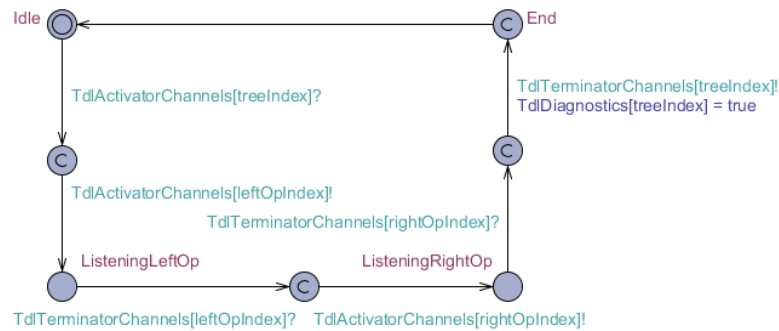 Idle
End
TdlTerminatorChannels[treeIndex]!
TdlDiagnostics[treeIndex] = true
TdlActivatorChannels[treeIndex]?
C
C
C
TdlActivatorChannels[leftOpIndex]!
TdlTerminatorChannels[rightOpIndex]?
ListeningLeftOp
ListeningRightOp
C
TdlTerminatorChannels[leftOpIndex]?
TdlActivatorChannels[rightOpIndex]!